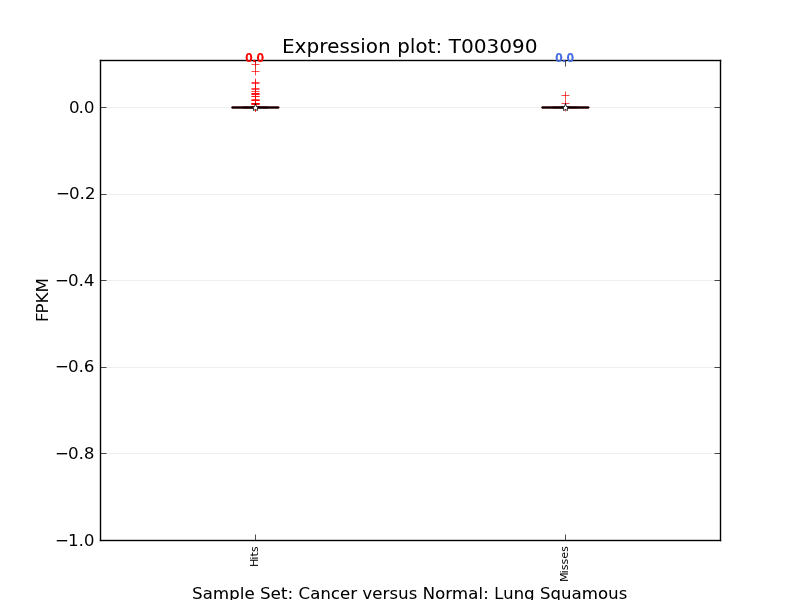 Expression plot: T003090
0.0
0.0
0.0
−0.2
−0.4
−0.6
−0.8
−1.0
FPKM
Hits
Misses
Sample Set: Cancer versus Normal: Lung Squamous